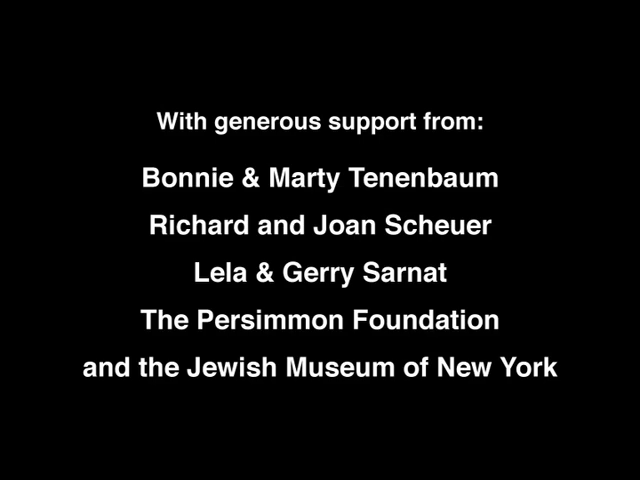 With generous support from:
Bonnie & Marty Tenenbaum
Richard and Joan Scheuer
Lela & Gerry Sarnat
The Persimmon Foundation
and the Jewish Museum of New York